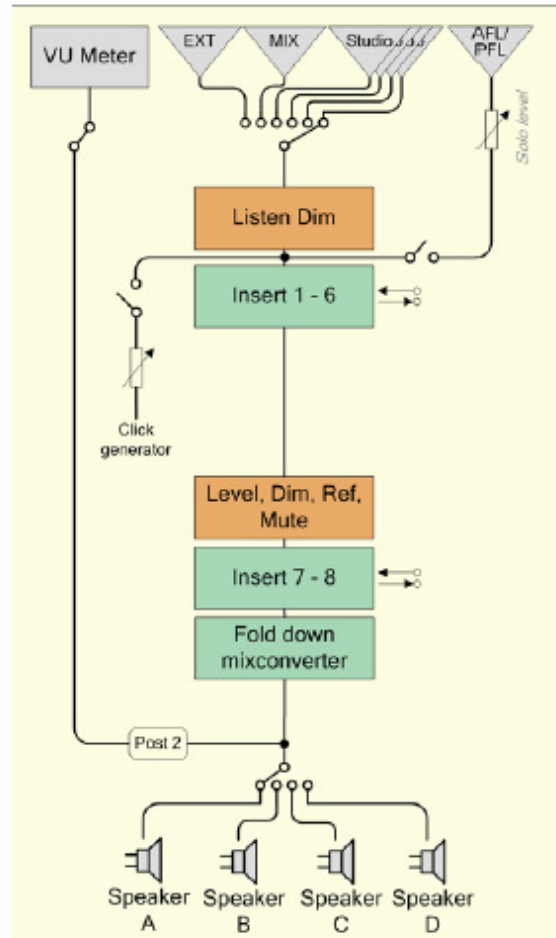 VU Meter
EXT
MIX
Studio
AFL/
PFL
Solo level
Listen Dim
Insert 1 - 6
Click
generator
Level, Dim, Ref,
Mute
Insert 7 - 8
Fold down
mixconverter
Post 2
Speaker
A
Speaker
B
Speaker
C
Speaker
D